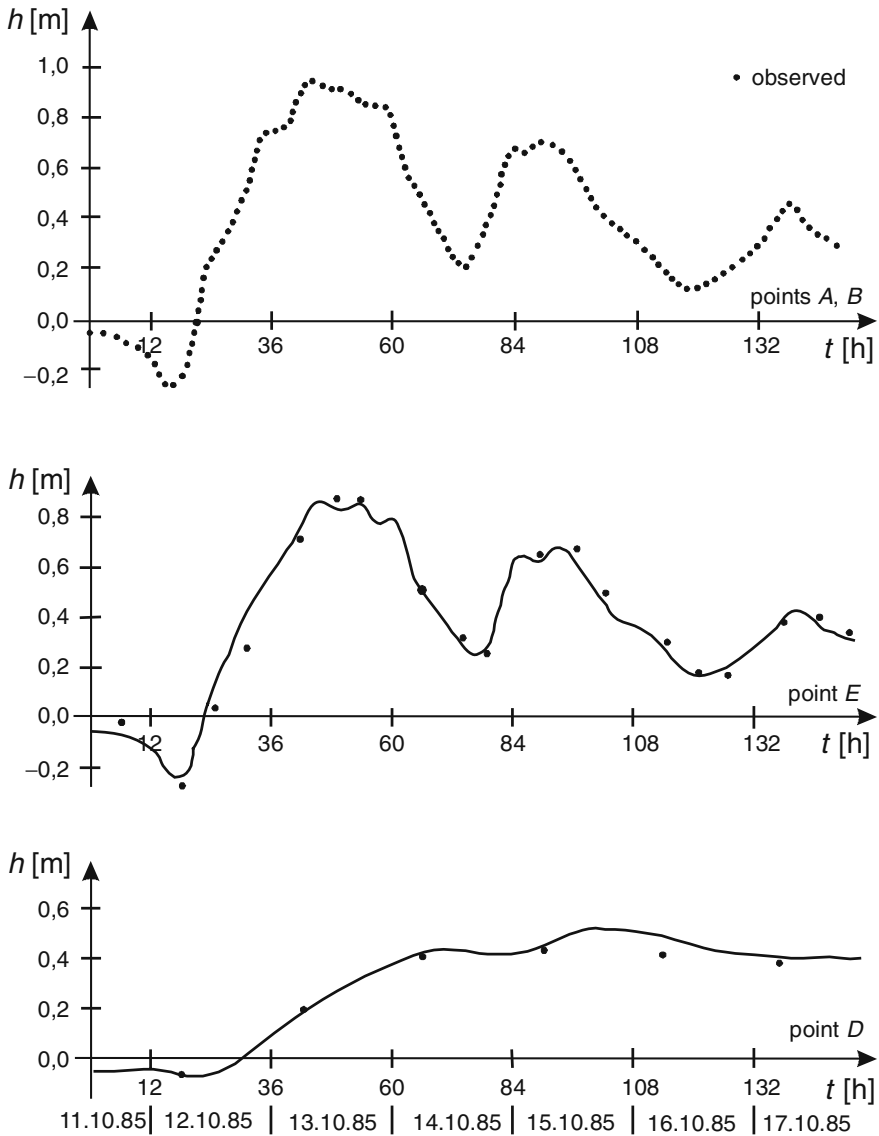 h [m]
1,0
• observed
0,8
0,6
0,4
0,2
points A, B
0,0
12 36 60 84 108 132 t [h]
–0,2
h [m]
0,8
0,6
0,4
0,2
point E
0,0
12 36 60 84 108 132 t [h]
–0,2
h [m]
0,6
0,4
0,2
point D
0,0
12 36 60 84 108 132 t [h]
11.10.85 | 12.10.85 | 13.10.85 | 14.10.85 | 15.10.85 | 16.10.85 | 17.10.85